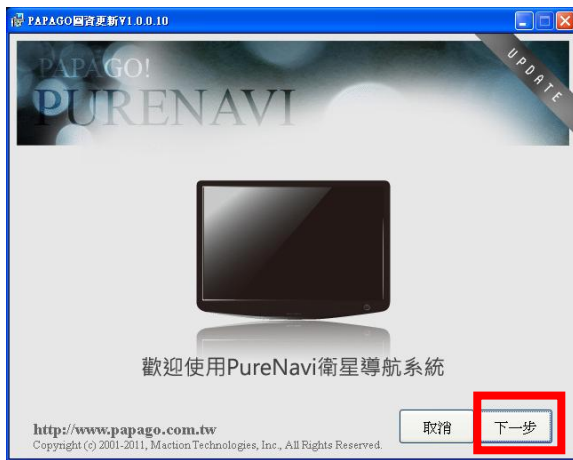 PAPAGO圖資更新V1.0.0.10
UPDATE
PAPAGO!
PURENAVI
歡迎使用PureNavi衛星導航系統
取消
下一步
http://www.papago.com.tw
Copyright (c) 2001-2011, Maction Technologies, Inc., All Rights Reserved.